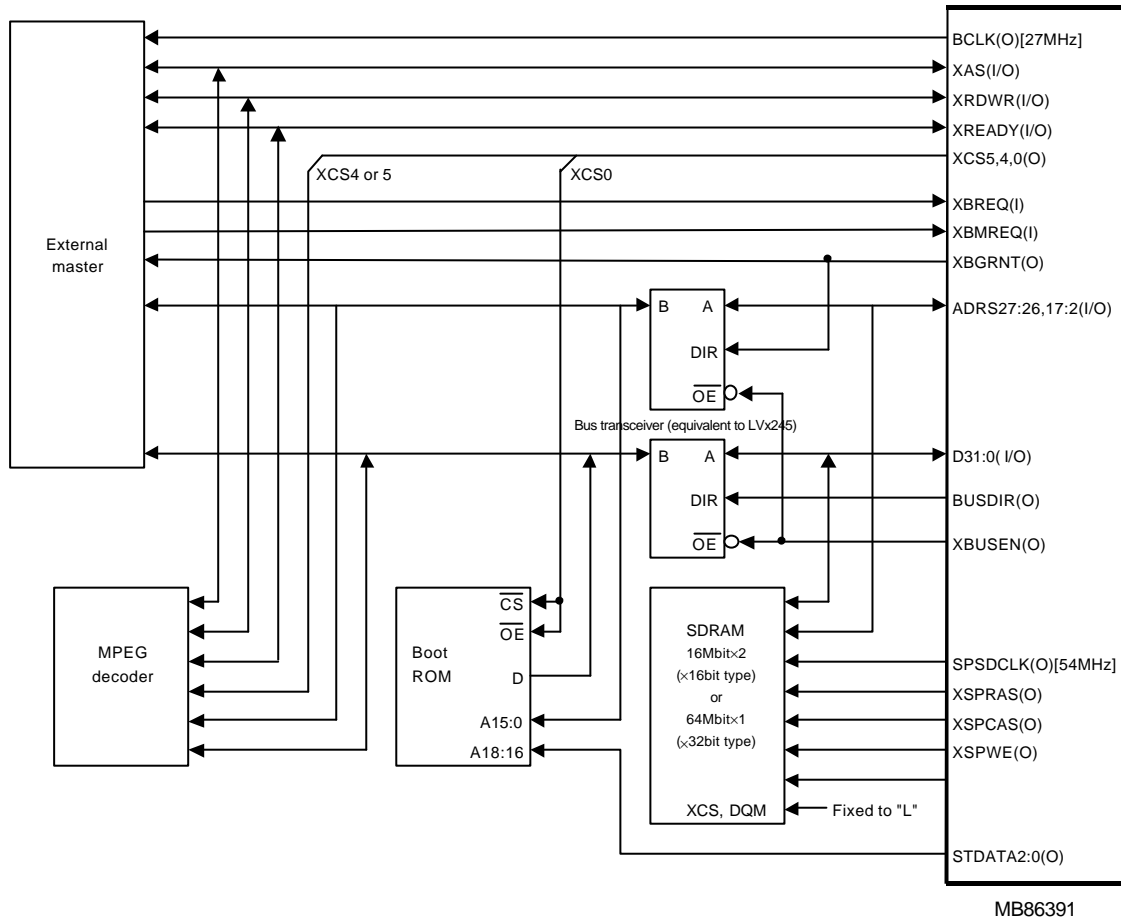 BCLK(O)[27MHz]
XAS(I/O)
XRDWR(I/O)
XREADY(I/O)
XCS5,4,0(O)
XCS4 or 5
XCS0
XBREQ(I)
XBMREQ(I)
XBGRNT(O)
External
master
B A
ADRS27:26,17:2(I/O)
DIR
OE
Bus transceiver (equivalent to LVx245)
B A
D31:0( I/O)
DIR
BUSDIR(O)
OE
XBUSEN(O)
MPEG
decoder
Boot
ROM
CS
OE
D
A15:0
A18:16
SDRAM
16Mbit×2
(×16bit type)
or
64Mbit×1
(×32bit type)
XCS, DQM
Fixed to "L"
SPSDCLK(O)[54MHz]
XSPRAS(O)
XSPCAS(O)
XSPWE(O)
STDATA2:0(O)
MB86391